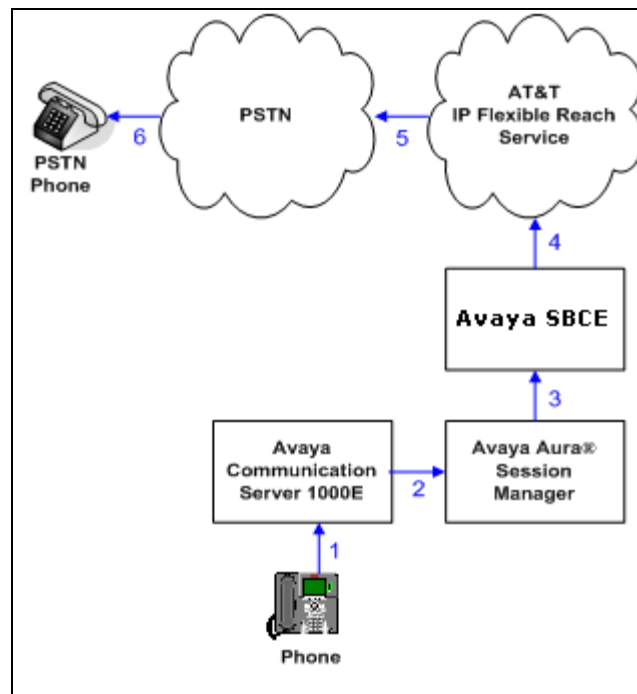 PSTN
Phone
6
PSTN
5
AT&T
IP Flexible Reach
Service
4
Avaya SBCE
3
Avaya
Communication
Server 1000E
2
Avaya Aura®
Session
Manager
1
Phone